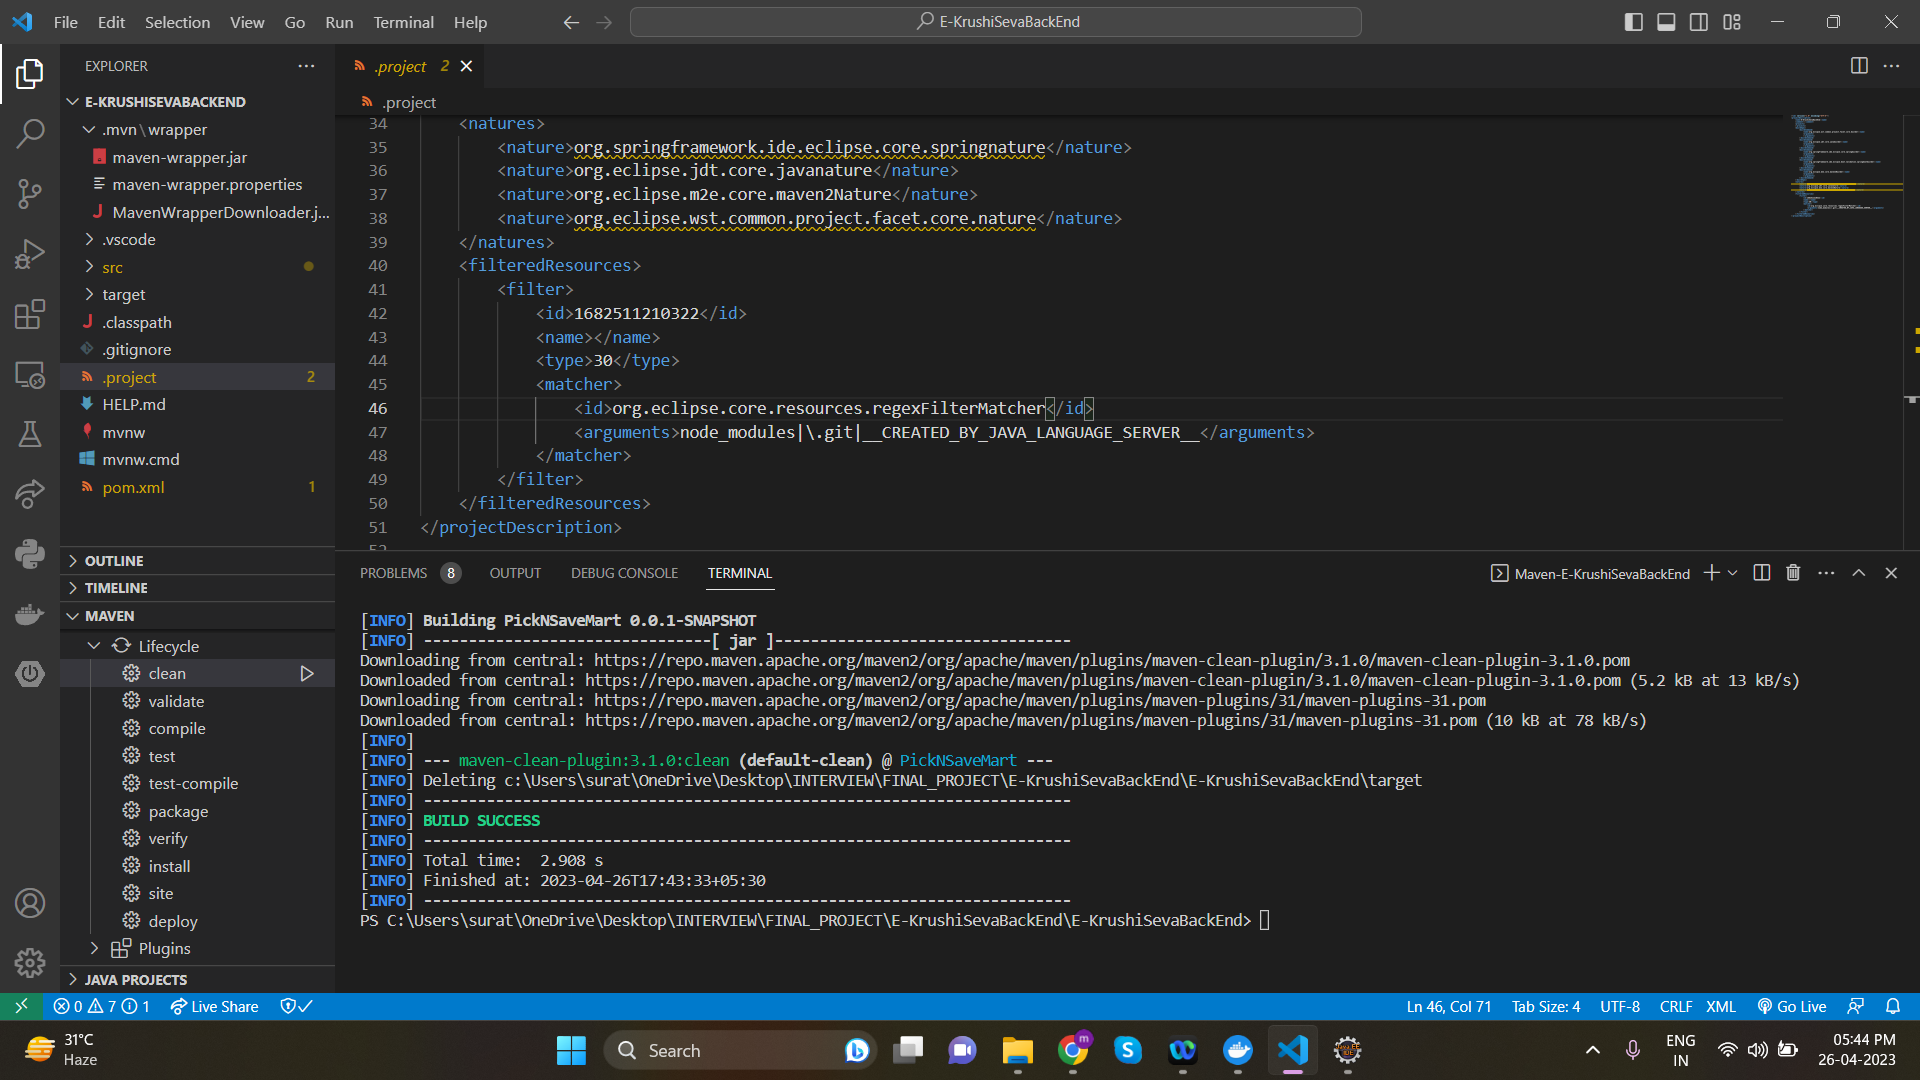 File Edit Selection View Go Run Terminal Help
E-KrushiSevaBackEnd
EXPLORER
E-KRUSHISEVABACKEND
.mvn\wrapper
maven-wrapper.jar
maven-wrapper.properties
MavenWrapperDownloader.j...
.vscode
src
target
.classpath
.gitignore
.project 2
HELP.md
mvnw
mvnw.cmd
pom.xml 1
OUTLINE
TIMELINE
MAVEN
Lifecycle
clean
validate
compile
test
test-compile
package
verify
install
site
deploy
Plugins
JAVA PROJECTS
.project 2
.project
34 <natures>
35 <nature>org.springframework.ide.eclipse.core.springnature</nature>
36 <nature>org.eclipse.jdt.core.javanature</nature>
37 <nature>org.eclipse.m2e.core.maven2Nature</nature>
38 <nature>org.eclipse.wst.common.project.facet.core.nature</nature>
39 </natures>
40 <filteredResources>
41 <filter>
42 <id>1682511210322</id>
43 <name></name>
44 <type>30</type>
45 <matcher>
46 <id>org.eclipse.core.resources.regexFilterMatcher</id>
47 <arguments>node_modules|\.git|__CREATED_BY_JAVA_LANGUAGE_SERVER__</arguments>
48 </matcher>
49 </filter>
50 </filteredResources>
51 </projectDescription>
PROBLEMS 8 OUTPUT DEBUG CONSOLE TERMINAL
Maven-E-KrushiSevaBackEnd
[INFO] Building PickNSaveMart 0.0.1-SNAPSHOT
[INFO] --------------------------------[ jar ]---------------------------------
Downloading from central: https://repo.maven.apache.org/maven2/org/apache/maven/plugins/maven-clean-plugin/3.1.0/maven-clean-plugin-3.1.0.pom
Downloaded from central: https://repo.maven.apache.org/maven2/org/apache/maven/plugins/maven-clean-plugin/3.1.0/maven-clean-plugin-3.1.0.pom (5.2 kB at 13 kB/s)
Downloading from central: https://repo.maven.apache.org/maven2/org/apache/maven/plugins/maven-plugins/31/maven-plugins-31.pom
Downloaded from central: https://repo.maven.apache.org/maven2/org/apache/maven/plugins/maven-plugins/31/maven-plugins-31.pom (10 kB at 78 kB/s)
[INFO]
[INFO] --- maven-clean-plugin:3.1.0:clean (default-clean) @ PickNSaveMart ---
[INFO] Deleting c:\Users\surat\OneDrive\Desktop\INTERVIEW\FINAL_PROJECT\E-KrushiSevaBackEnd\E-KrushiSevaBackEnd\target
[INFO] ------------------------------------------------------------------------
[INFO] BUILD SUCCESS
[INFO] ------------------------------------------------------------------------
[INFO] Total time:  2.908 s
[INFO] Finished at: 2023-04-26T17:43:33+05:30
[INFO] ------------------------------------------------------------------------
PS C:\Users\surat\OneDrive\Desktop\INTERVIEW\FINAL_PROJECT\E-KrushiSevaBackEnd\E-KrushiSevaBackEnd>
0 7 1 Live Share
Ln 46, Col 71 Tab Size: 4 UTF-8 CRLF XML Go Live
31°C
Haze
Search
ENG
IN
05:44 PM
26-04-2023